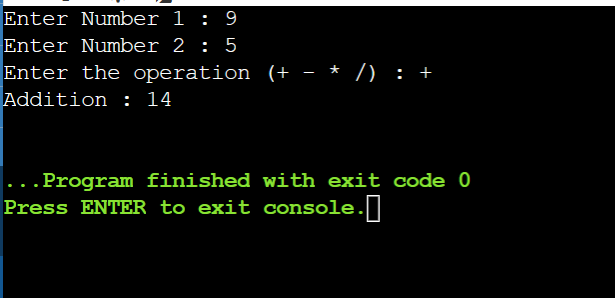 Enter Number 1 : 9
Enter Number 2 : 5
Enter the operation (+ - * /) : +
Addition : 14
...Program finished with exit code 0
Press ENTER to exit console.